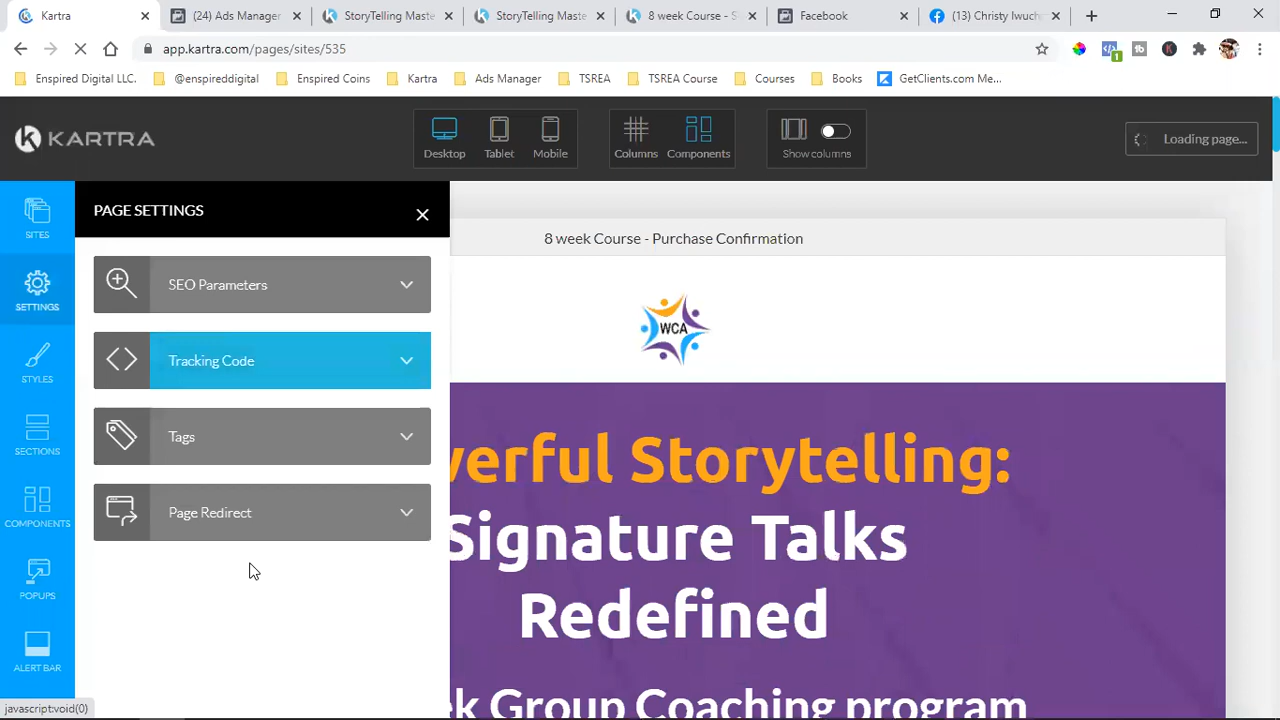 Kartra
(24) Ads Manager
StoryTelling Maste
StoryTelling Maste
8 week Course - S
Facebook
(13) Christy Iwuch
app.kartra.com/pages/sites/535
1
Enspired Digital LLC.
@enspireddigital
Enspired Coins
Kartra
Ads Manager
TSREA
TSREA Course
Courses
Books
GetClients.com Me...
KARTRA
Desktop
Tablet
Mobile
Columns
Components
Show columns
Loading page...
SITES
SETTINGS
STYLES
SECTIONS
COMPONENTS
POPUPS
ALERT BAR
PAGE SETTINGS
SEO Parameters
Tracking Code
Tags
Page Redirect
8 week Course - Purchase Confirmation
WCA
werful Storytelling:
Signature Talks
Redefined
ek Group Coaching program
javascript:void(0)